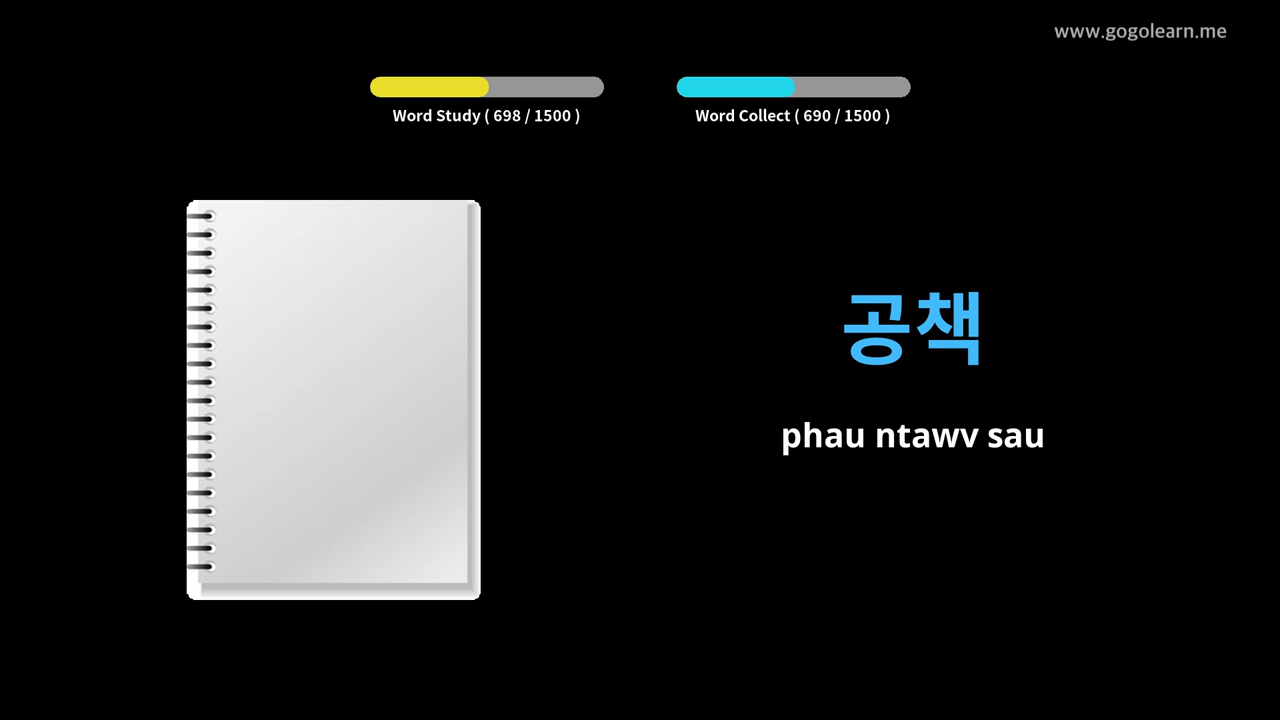 www.gogolearn.me
Word Study ( 698 / 1500 )
Word Collect ( 690 / 1500 )
공책
phau ntawv sau